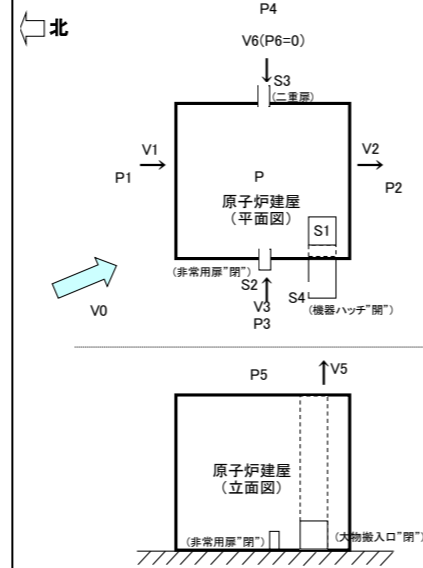 P4
北
V6(P6=0)
S3
(二重扉)
V1
V2
P1
P
P2
原子炉建屋
(平面図)
S1
(非常用扉"閉")
S2
S4
(機器ハッチ"開")
V0
V3
P3
P5
V5
原子炉建屋
(立面図)
(非常用扉"閉")
(大物搬入口"閉")